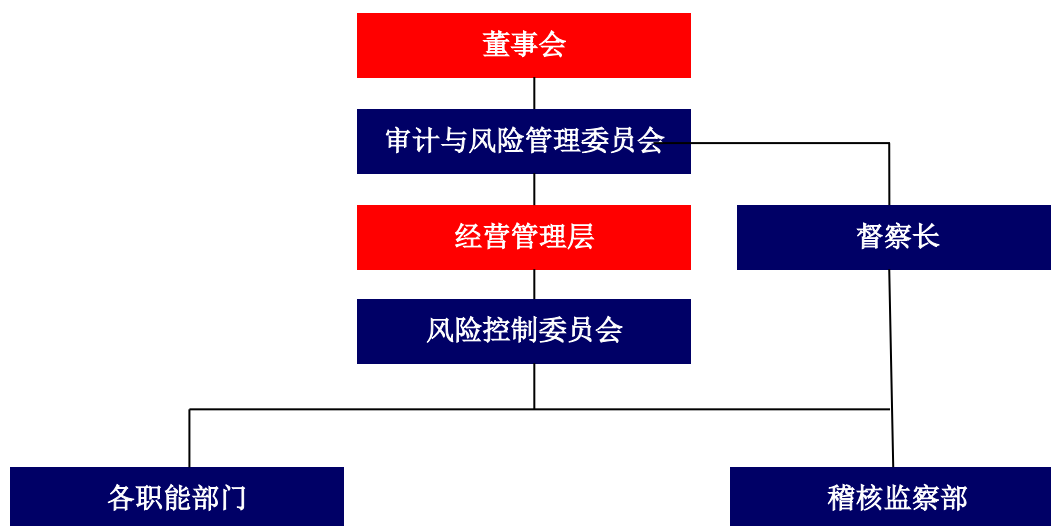 董事会
审计与风险管理委员会
经营管理层
督察长
风险控制委员会
各职能部门
稽核监察部